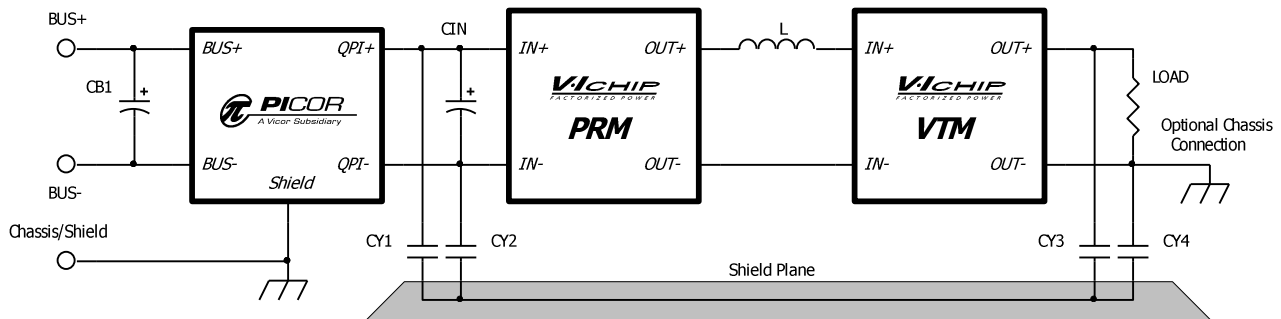 BUS+
CB1
+
BUS-
Chassis/Shield
BUS+
QPI+
PICOR
A Vicor Subsidiary
BUS-
QPI-
Shield
CIN
+
CY1
CY2
IN+
OUT+
V•I CHIP
FACTORIZED POWER
PRM
IN-
OUT-
L
IN+
OUT+
V•I CHIP
FACTORIZED POWER
VTM
IN-
OUT-
LOAD
Optional Chassis
Connection
CY3
CY4
Shield Plane